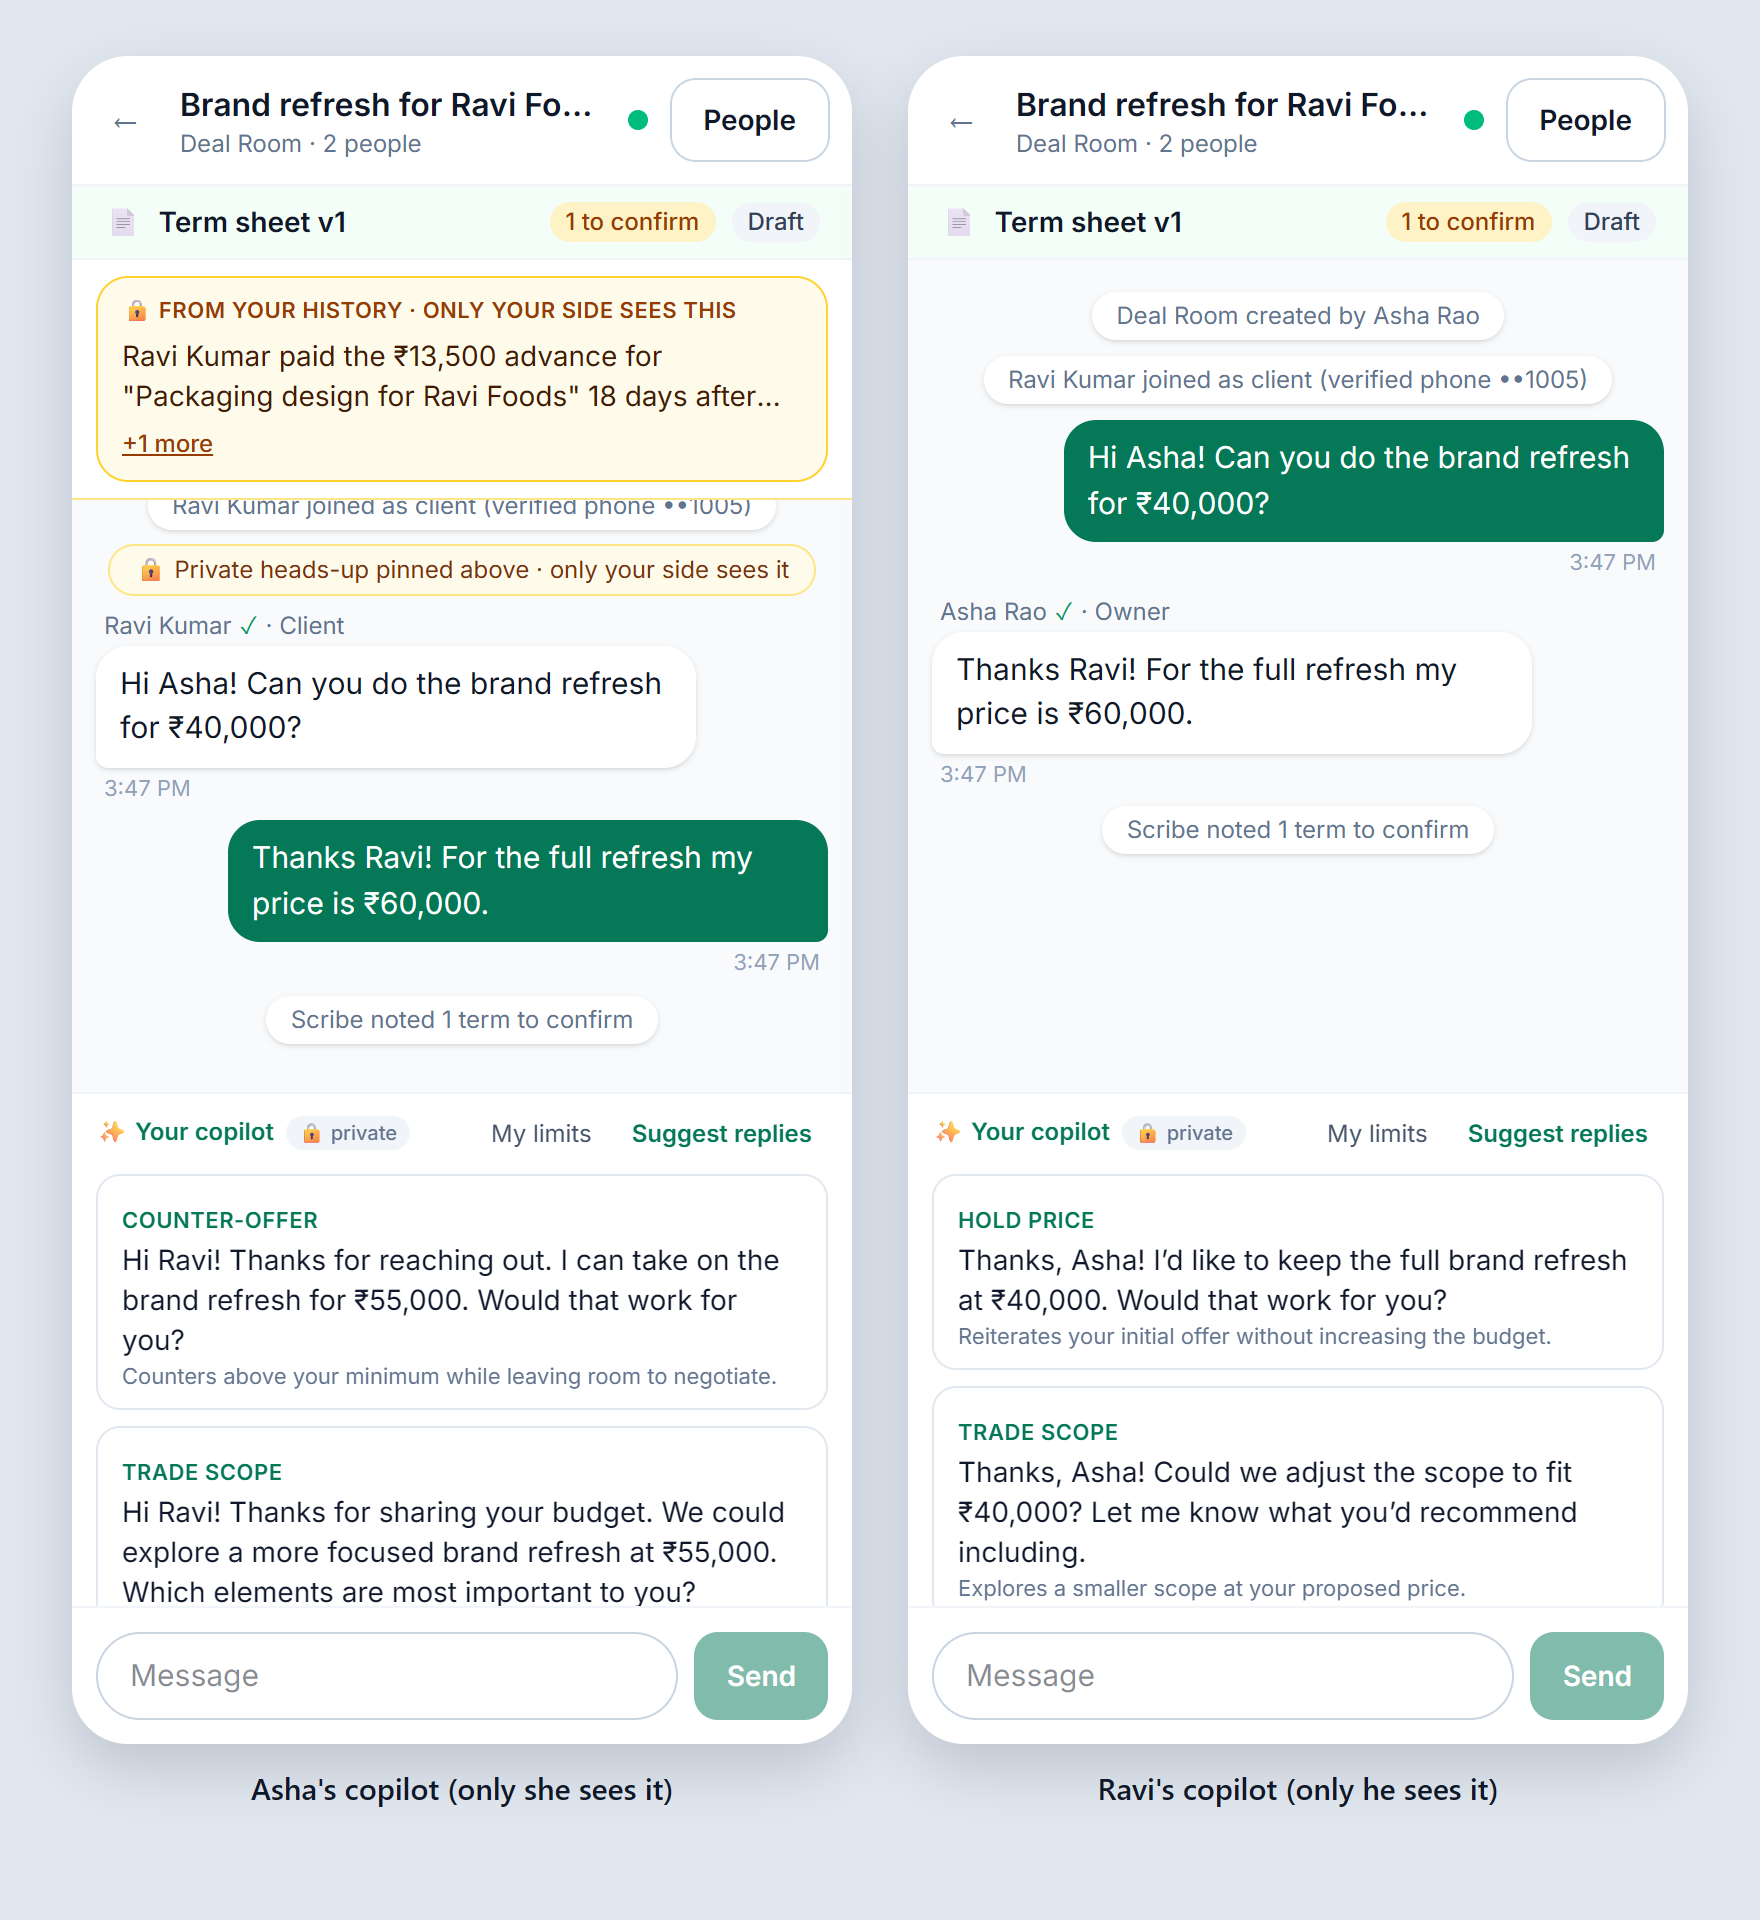 ←
Brand refresh for Ravi Fo...
Deal Room · 2 people
People
Term sheet v1
1 to confirm
Draft
FROM YOUR HISTORY · ONLY YOUR SIDE SEES THIS
Ravi Kumar paid the ₹13,500 advance for
"Packaging design for Ravi Foods" 18 days after...
+1 more
Ravi Kumar joined as client (verified phone ••1005)
Private heads-up pinned above · only your side sees it
Ravi Kumar ✓ · Client
Hi Asha! Can you do the brand refresh
for ₹40,000?
3:47 PM
Thanks Ravi! For the full refresh my
price is ₹60,000.
3:47 PM
Scribe noted 1 term to confirm
Your copilot
private
My limits
Suggest replies
COUNTER-OFFER
Hi Ravi! Thanks for reaching out. I can take on the
brand refresh for ₹55,000. Would that work for
you?
Counters above your minimum while leaving room to negotiate.
TRADE SCOPE
Hi Ravi! Thanks for sharing your budget. We could
explore a more focused brand refresh at ₹55,000.
Which elements are most important to you?
Message
Send
Asha's copilot (only she sees it)
←
Brand refresh for Ravi Fo...
Deal Room · 2 people
People
Term sheet v1
1 to confirm
Draft
Deal Room created by Asha Rao
Ravi Kumar joined as client (verified phone ••1005)
Hi Asha! Can you do the brand refresh
for ₹40,000?
3:47 PM
Asha Rao ✓ · Owner
Thanks Ravi! For the full refresh my
price is ₹60,000.
3:47 PM
Scribe noted 1 term to confirm
Your copilot
private
My limits
Suggest replies
HOLD PRICE
Thanks, Asha! I’d like to keep the full brand refresh
at ₹40,000. Would that work for you?
Reiterates your initial offer without increasing the budget.
TRADE SCOPE
Thanks, Asha! Could we adjust the scope to fit
₹40,000? Let me know what you’d recommend
including.
Explores a smaller scope at your proposed price.
Message
Send
Ravi's copilot (only he sees it)